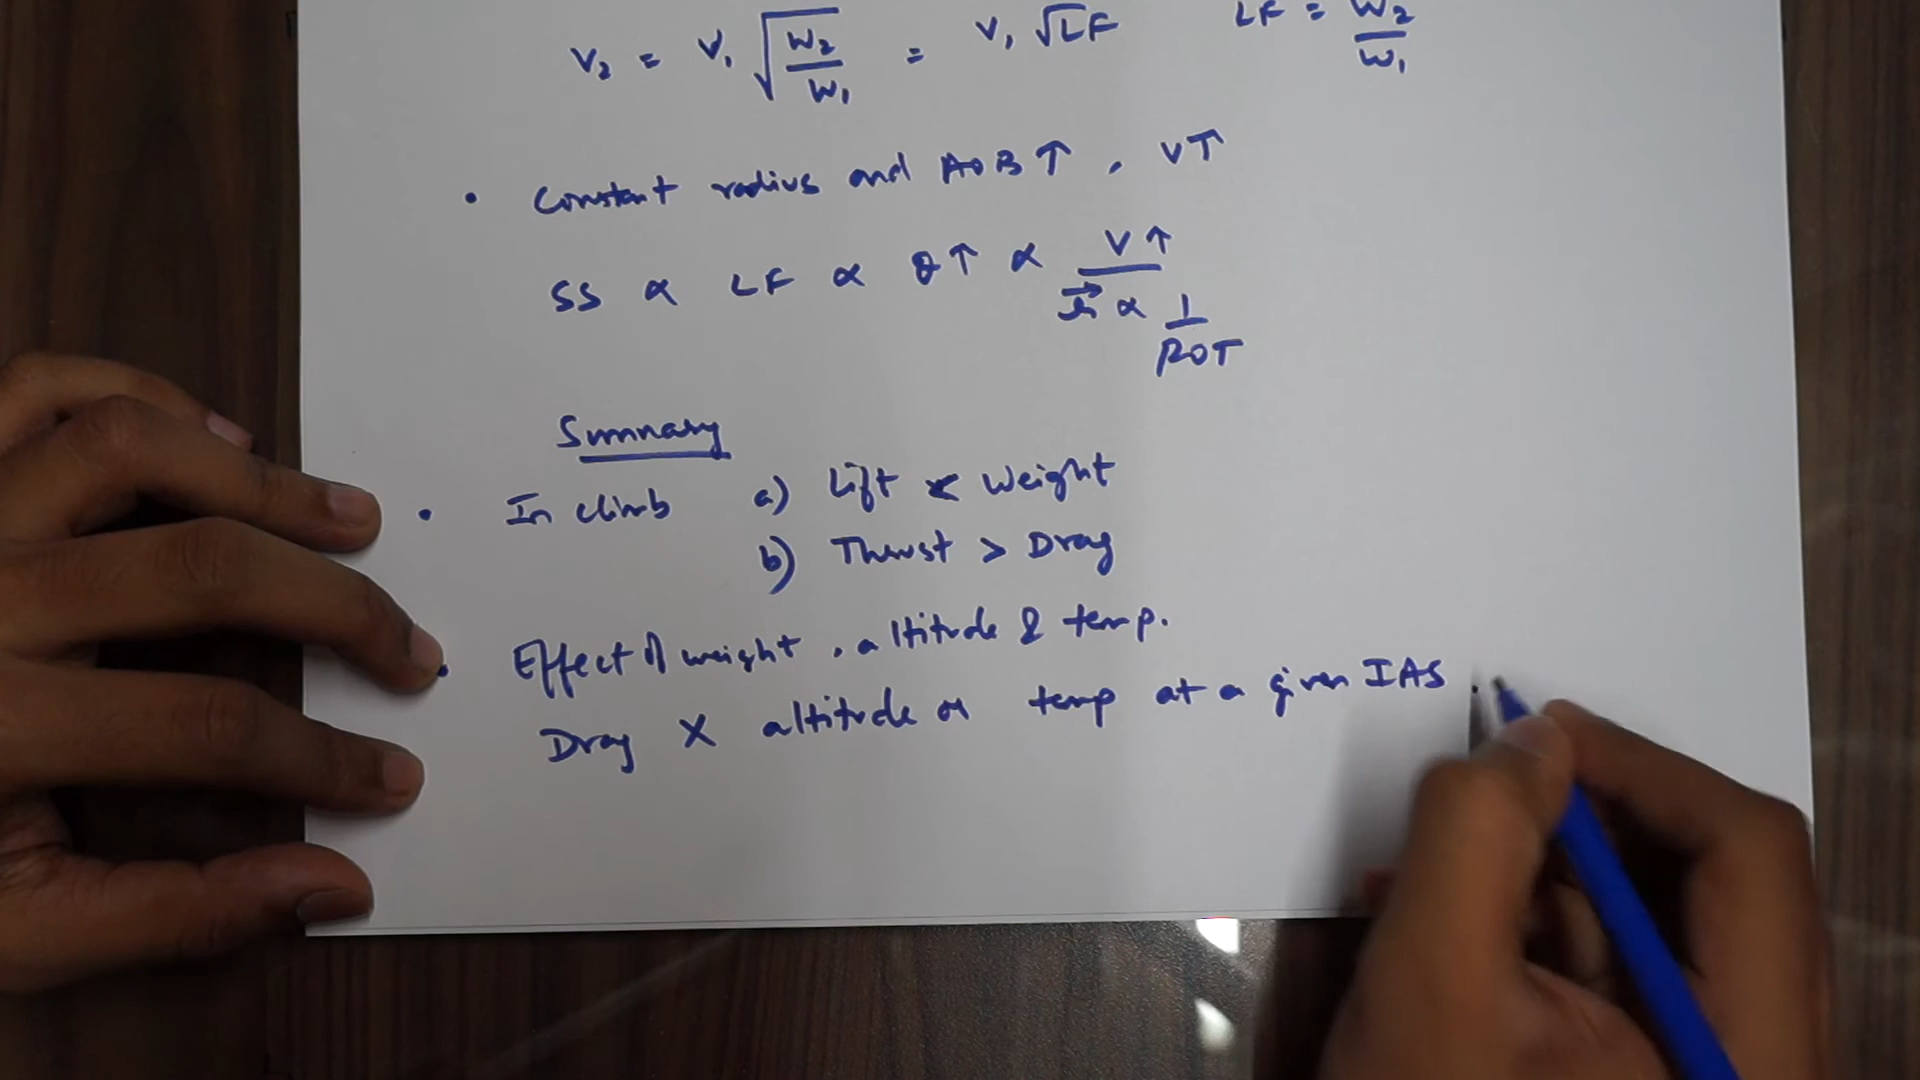 V₂ = V₁ √(W₂/W₁) = V₁ √LF LF = W₂/W₁
• Constant radius and AOB ↑, V↑
SS ∝ LF ∝ θ ↑ ∝ V ↑ / r⃗ ∝ 1/ROT
Summary
• In climb a) Lift < Weight
b) Thrust > Drag
• Effect of weight, altitude & temp.
Drag X altitude or temp at a given IAS